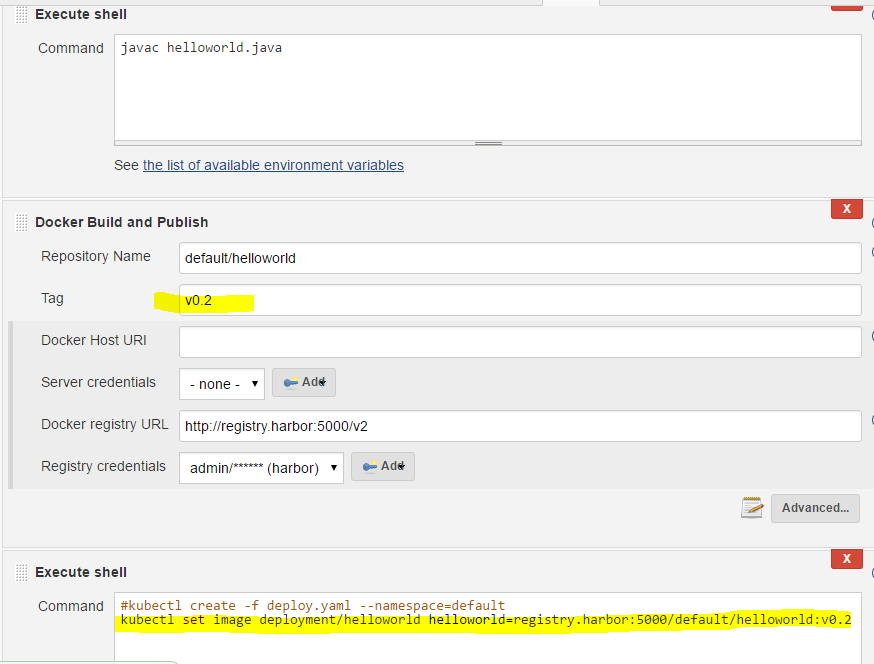 Execute shell
Command
javac helloworld.java
See the list of available environment variables
X
Docker Build and Publish
Repository Name
default/helloworld
Tag
v0.2
Docker Host URI
Server credentials
- none -
Add
Docker registry URL
http://registry.harbor:5000/v2
Registry credentials
admin/****** (harbor)
Add
Advanced...
X
Execute shell
Command
#kubectl create -f deploy.yaml --namespace=default
kubectl set image deployment/helloworld helloworld=registry.harbor:5000/default/helloworld:v0.2